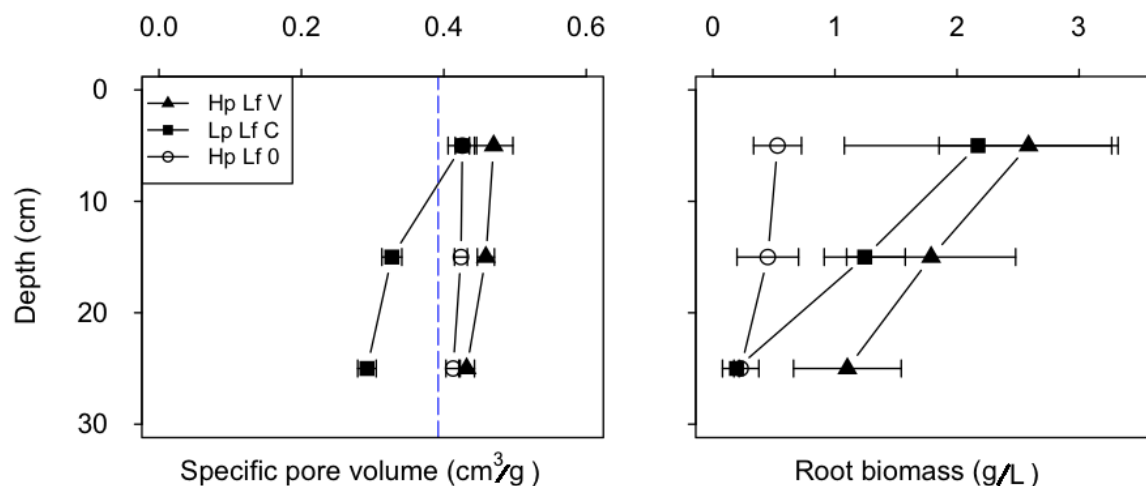 0.0 0.2 0.4 0.6
0 1 2 3
Depth (cm)
0
10
20
30
Hp Lf V
Lp Lf C
Hp Lf 0
Specific pore volume (cm³/g )
Root biomass (g/L )